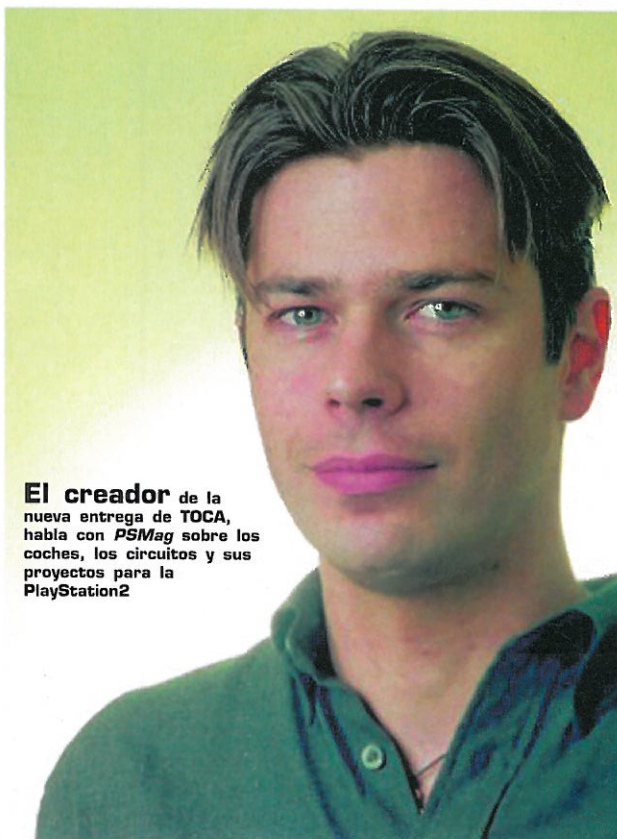 El creador de la
nueva entrega de TOCA,
habla con PSMag sobre los
coches, los circuitos y sus
proyectos para la
PlayStation2